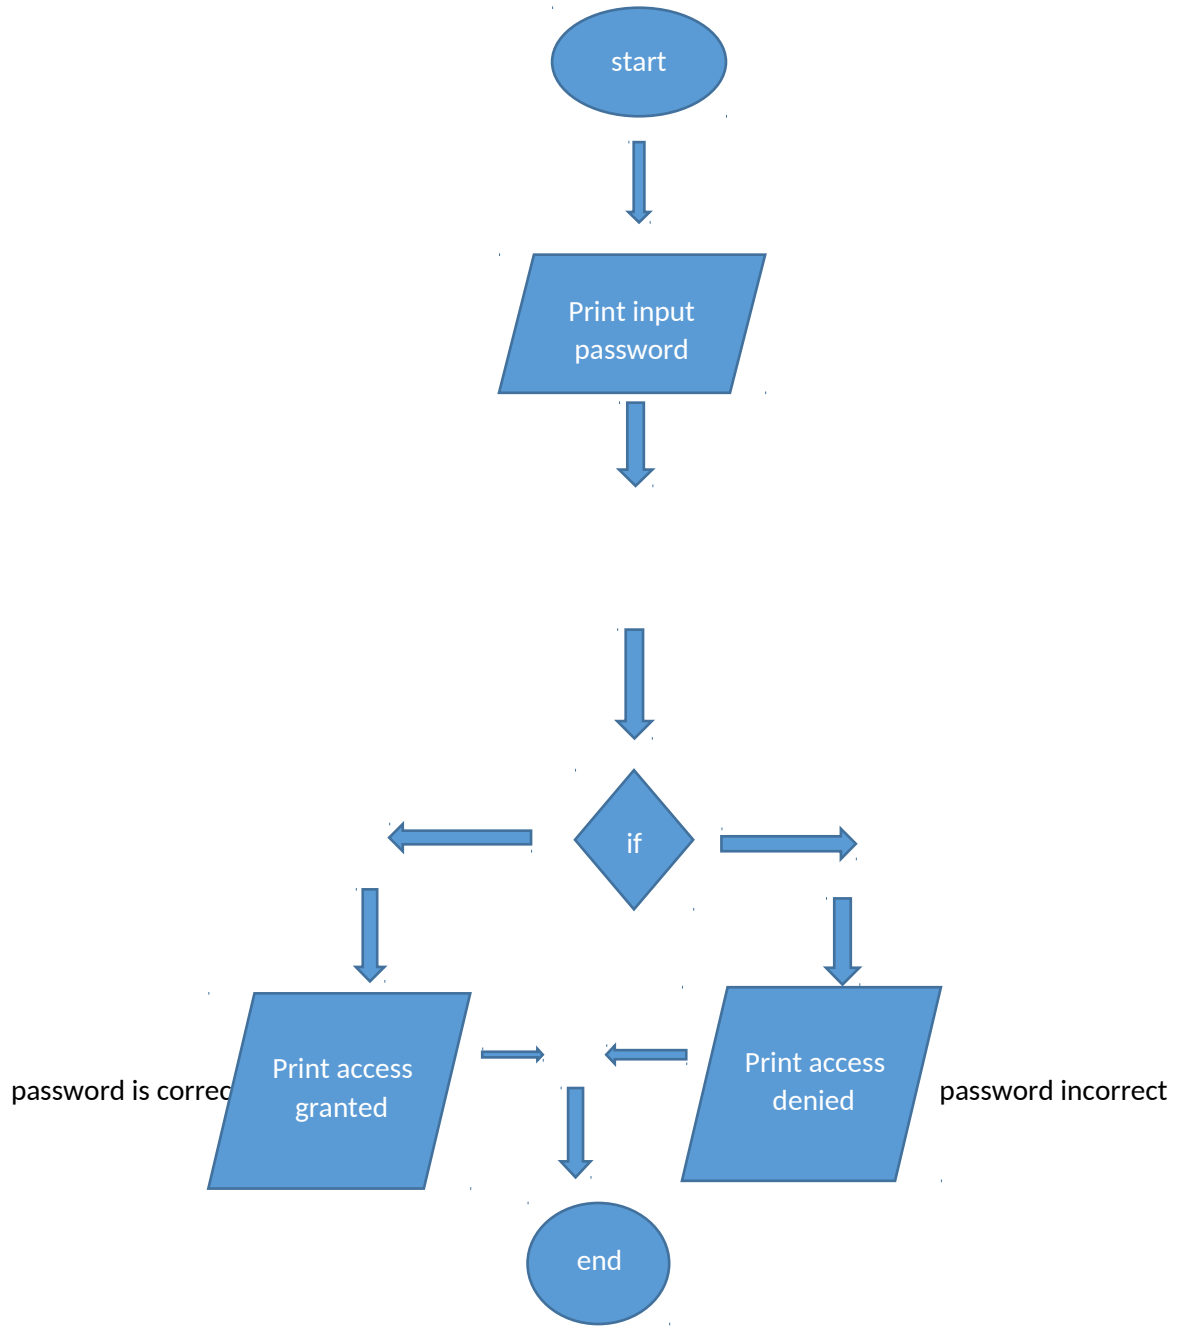 start
Print input
password
if
Print access
granted
Print access
denied
password is correc
password incorrect
end